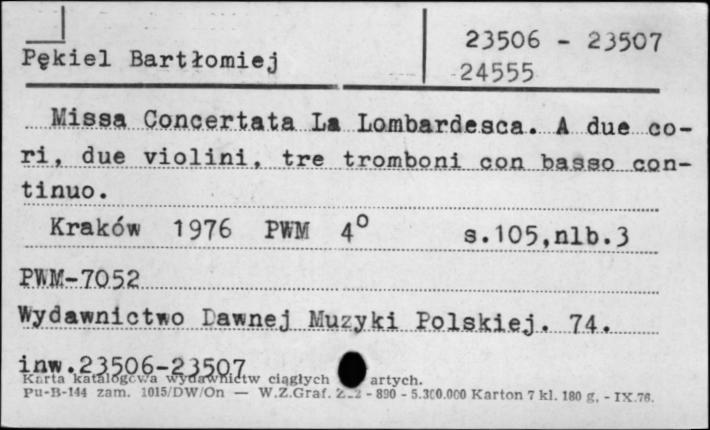 23506 - 23507
Pękiel Bartłomiej
24555
Missa Concertata La Lombardesca. A due co-
ri, due violini, tre tromboni con basso con-
tinuo.
Kraków 1976 PWM 4° s.105,nlb.3
PWM-7052
Wydawnictwo Dawnej Muzyki Polskiej. 74.
inw.23506-23507
Karta katalogowa wydawnictw ciągłych artych.
Pu-B-144 zam. 1015/DW/On — W.Z.Graf. - 890 - 5.300.000 Karton 7 kl. 180 g. - IX.76.